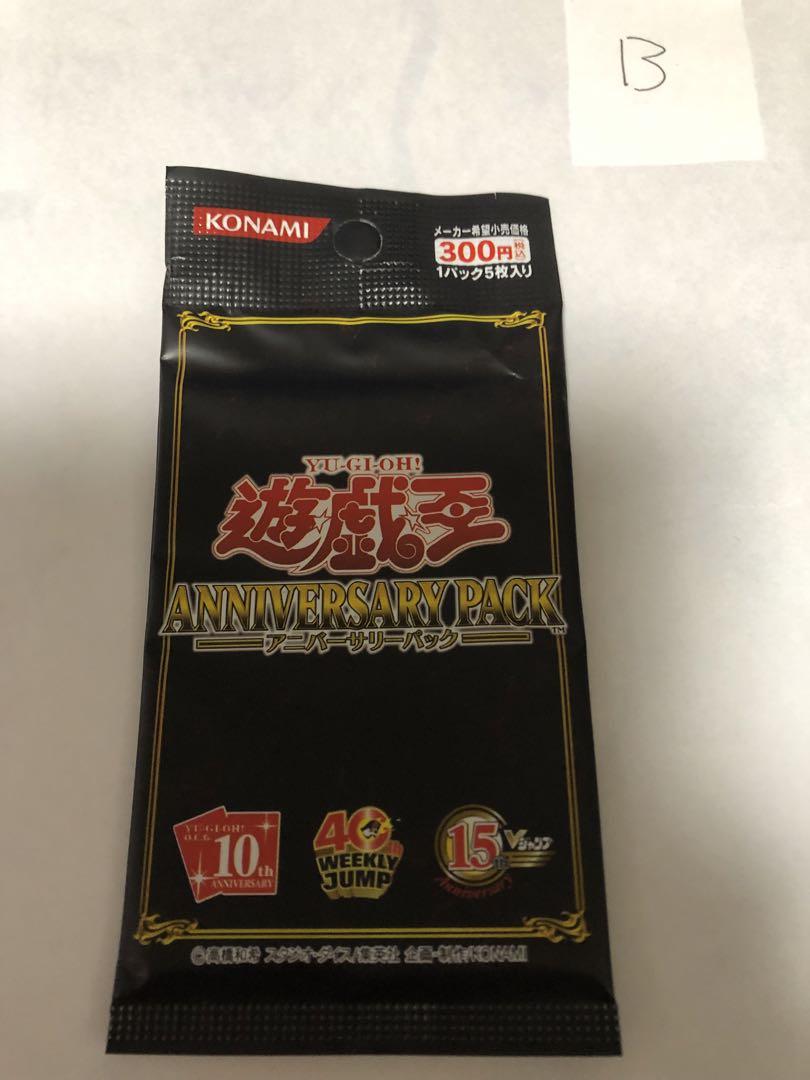 B
KONAMI
メーカー希望小売価格
300円税込
1パック5枚入り
YU-GI-OH!
遊戯王
ANNIVERSARY PACK™
アニバーサリーパック
YU-GI-OH!
O.C.G.
10th
ANNIVERSARY
40th
WEEKLY
JUMP
15th
Vジャンプ
Anniversary
©高橋和希 スタジオ・ダイス/集英社 企画・制作/KONAMI